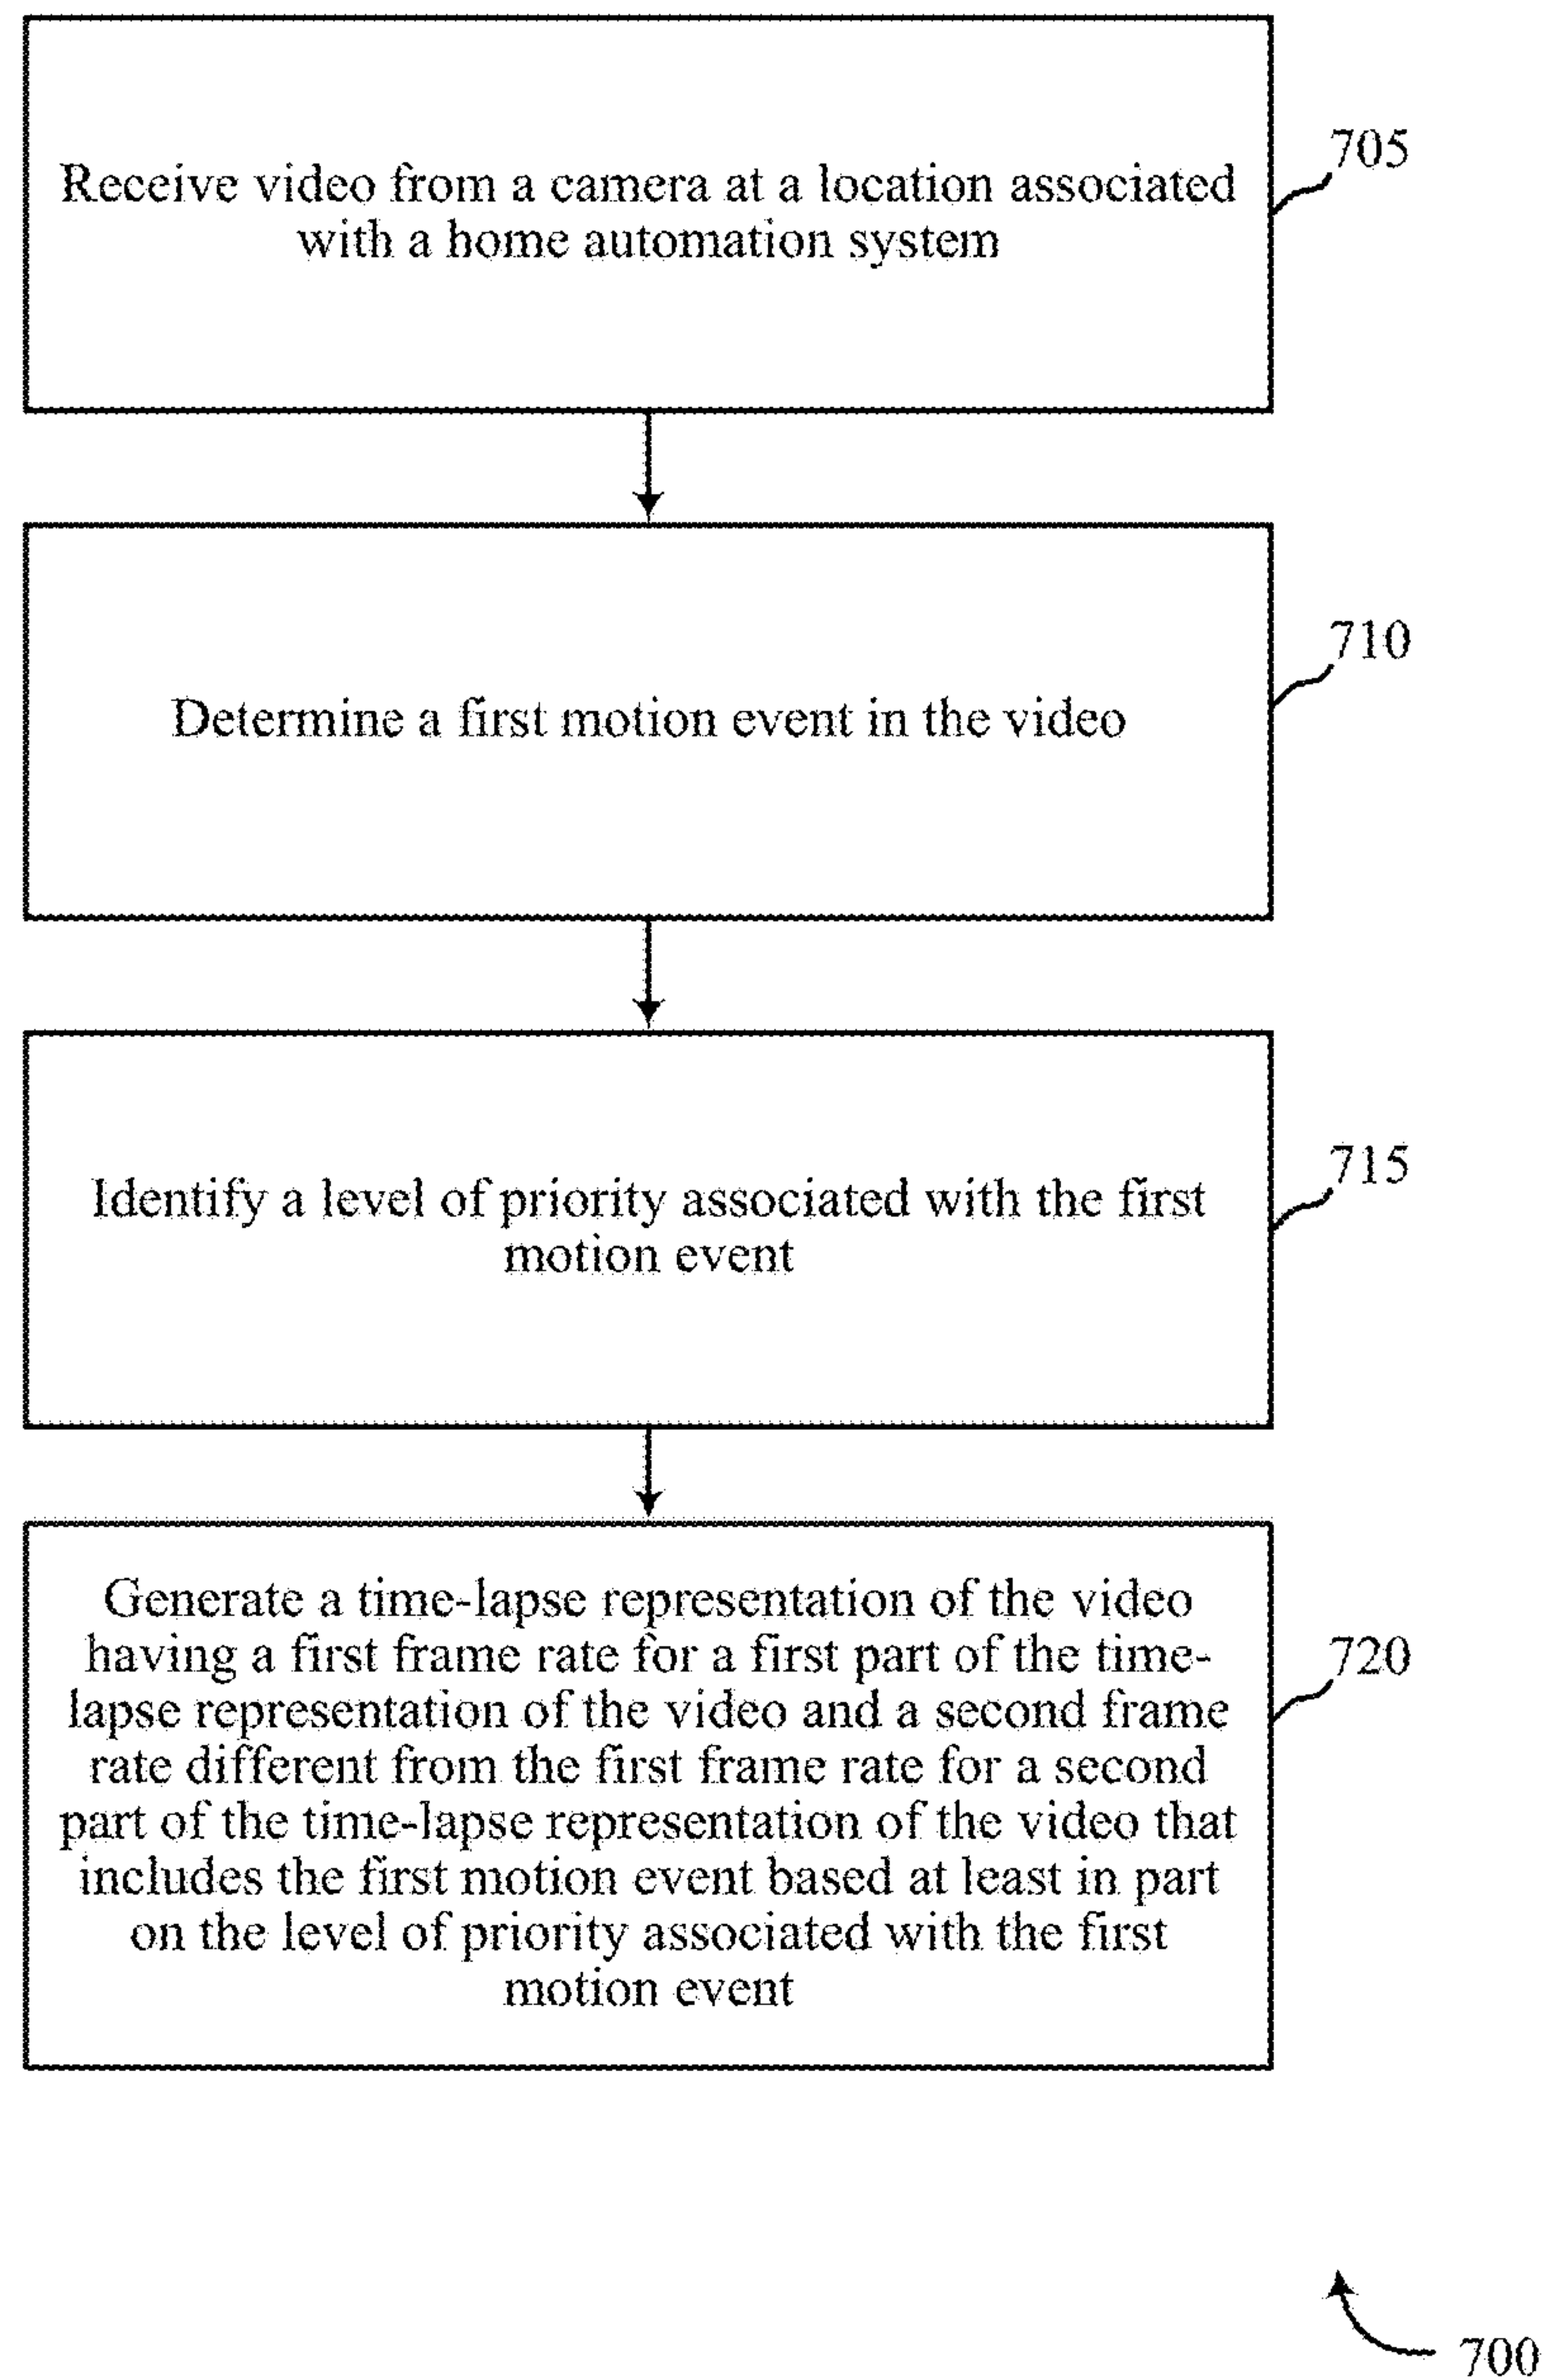 Receive video from a camera at a location associated
with a home automation system
705
Determine a first motion event in the video
710
Identify a level of priority associated with the first
motion event
715
Generate a time-lapse representation of the video
having a first frame rate for a first part of the time-
lapse representation of the video and a second frame
rate different from the first frame rate for a second
part of the time-lapse representation of the video that
includes the first motion event based at least in part
on the level of priority associated with the first
motion event
720
700